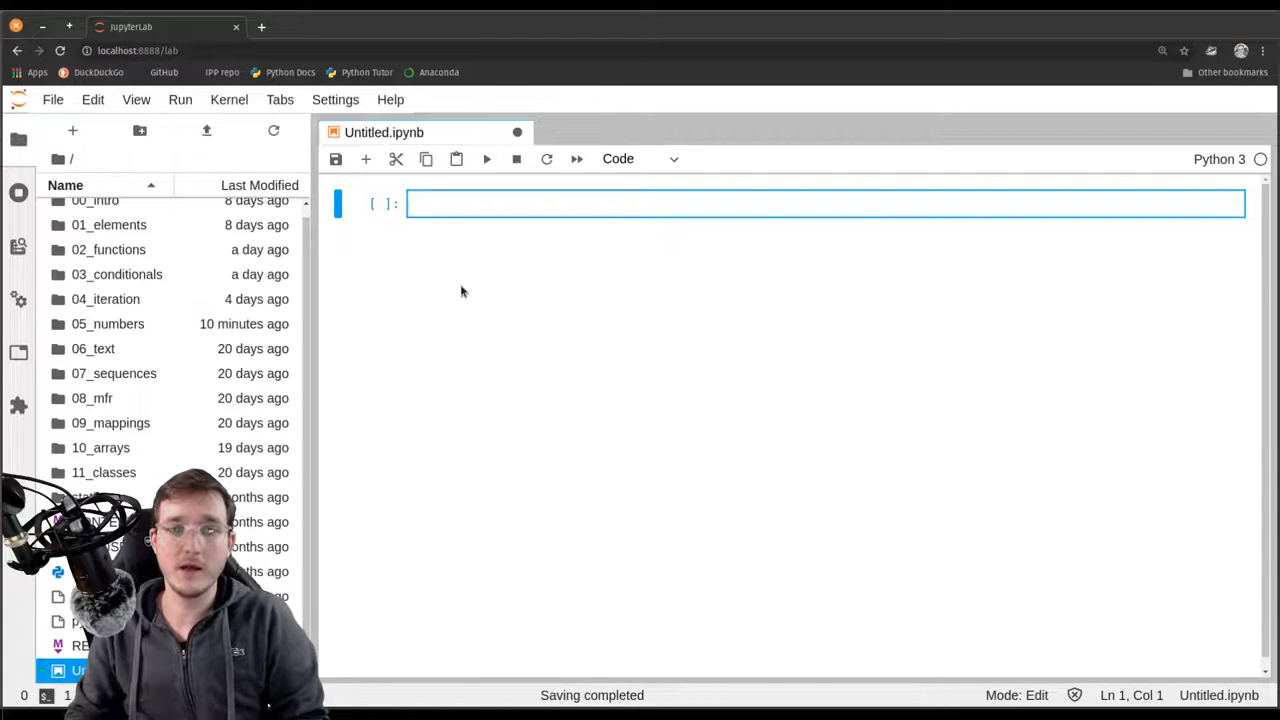 JupyterLab
localhost:8888/lab
Apps DuckDuckGo GitHub IPP repo Python Docs Python Tutor Anaconda Other bookmarks
File Edit View Run Kernel Tabs Settings Help
Untitled.ipynb
Code Python 3
/
Name Last Modified
00_intro 8 days ago
01_elements 8 days ago
02_functions a day ago
03_conditionals a day ago
04_iteration 4 days ago
05_numbers 10 minutes ago
06_text 20 days ago
07_sequences 20 days ago
08_mfr 20 days ago
09_mappings 20 days ago
10_arrays 19 days ago
11_classes 20 days ago
[ ]:
0 1 Saving completed Mode: Edit Ln 1, Col 1 Untitled.ipynb